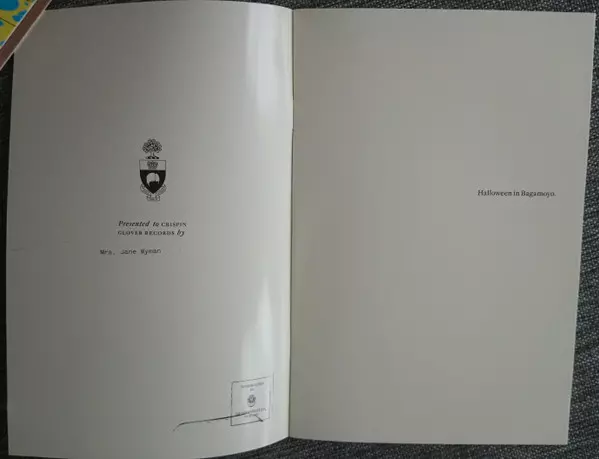 Presented to CRISPIN
GLOVER RECORDS by
Mrs. Jane Wyman
Halloween in Bagamoyo